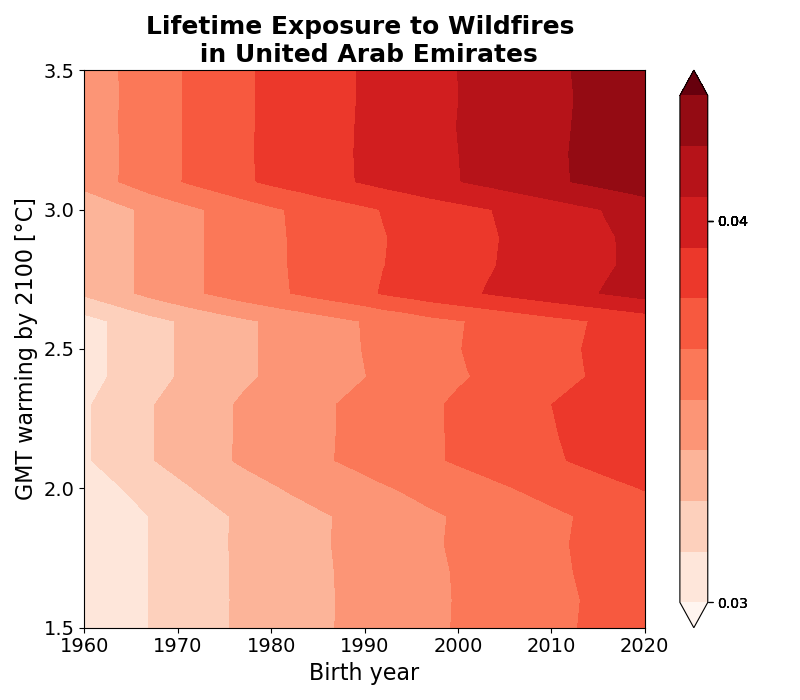 Lifetime Exposure to Wildfires
in United Arab Emirates
GMT warming by 2100 [°C]
3.5
3.0
2.5
2.0
1.5
1960 1970 1980 1990 2000 2010 2020
Birth year
0.04
0.03